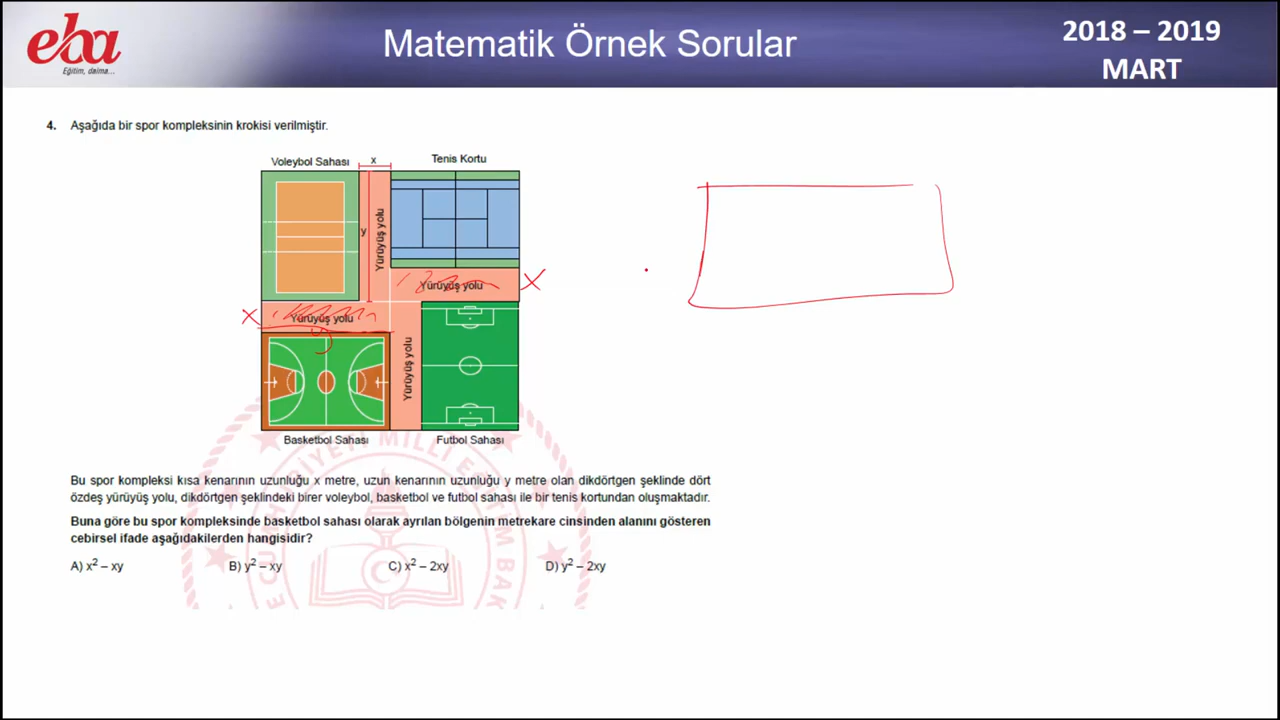 eba
Eğitim, daima...
Matematik Örnek Sorular
2018 – 2019
MART
4. Aşağıda bir spor kompleksinin krokisi verilmiştir.
Voleybol Sahası
x
Tenis Kortu
y
Yürüyüş yolu
Yürüyüş yolu
x
x
Yürüyüş yolu
y
Yürüyüş yolu
Basketbol Sahası
Futbol Sahası
Bu spor kompleksi kısa kenarının uzunluğu x metre, uzun kenarının uzunluğu y metre olan dikdörtgen şeklinde dört
özdeş yürüyüş yolu, dikdörtgen şeklindeki birer voleybol, basketbol ve futbol sahası ile bir tenis kortundan oluşmaktadır.
Buna göre bu spor kompleksinde basketbol sahası olarak ayrılan bölgenin metrekare cinsinden alanını gösteren
cebirsel ifade aşağıdakilerden hangisidir?
A) x² – xy B) y² – xy C) x² – 2xy D) y² – 2xy